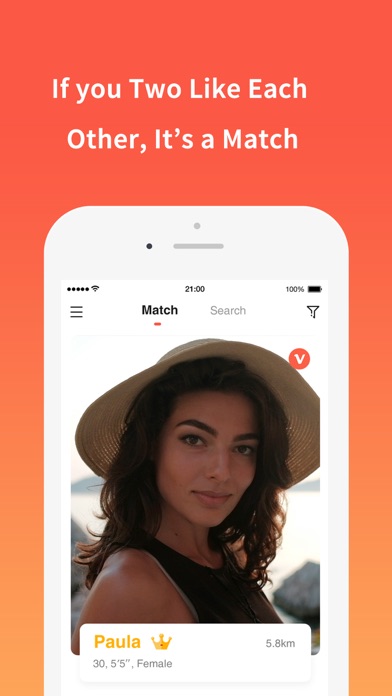 If you Two Like Each
Other, It’s a Match
21:00
100%
Match
Search
V
Paula
5.8km
30, 5‘5’’, Female